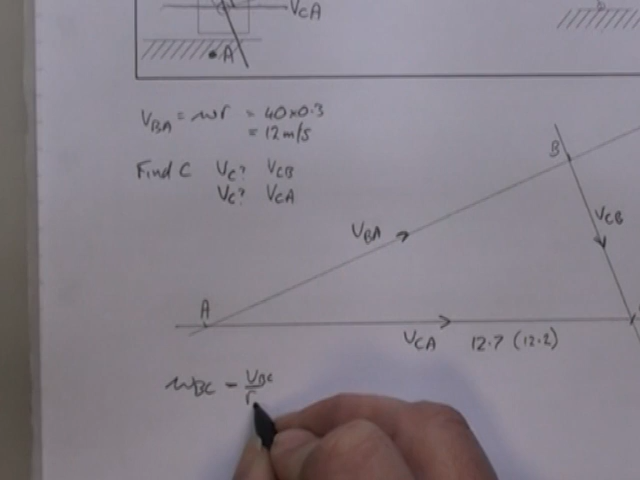 VCA
A
VBA = ωr = 40×0.3
= 12m/s
Find C VC? VCB
VC? VCA
B
VCB
VBA
A
VCA 12.7 (12.2)
ωBC = VBC
r